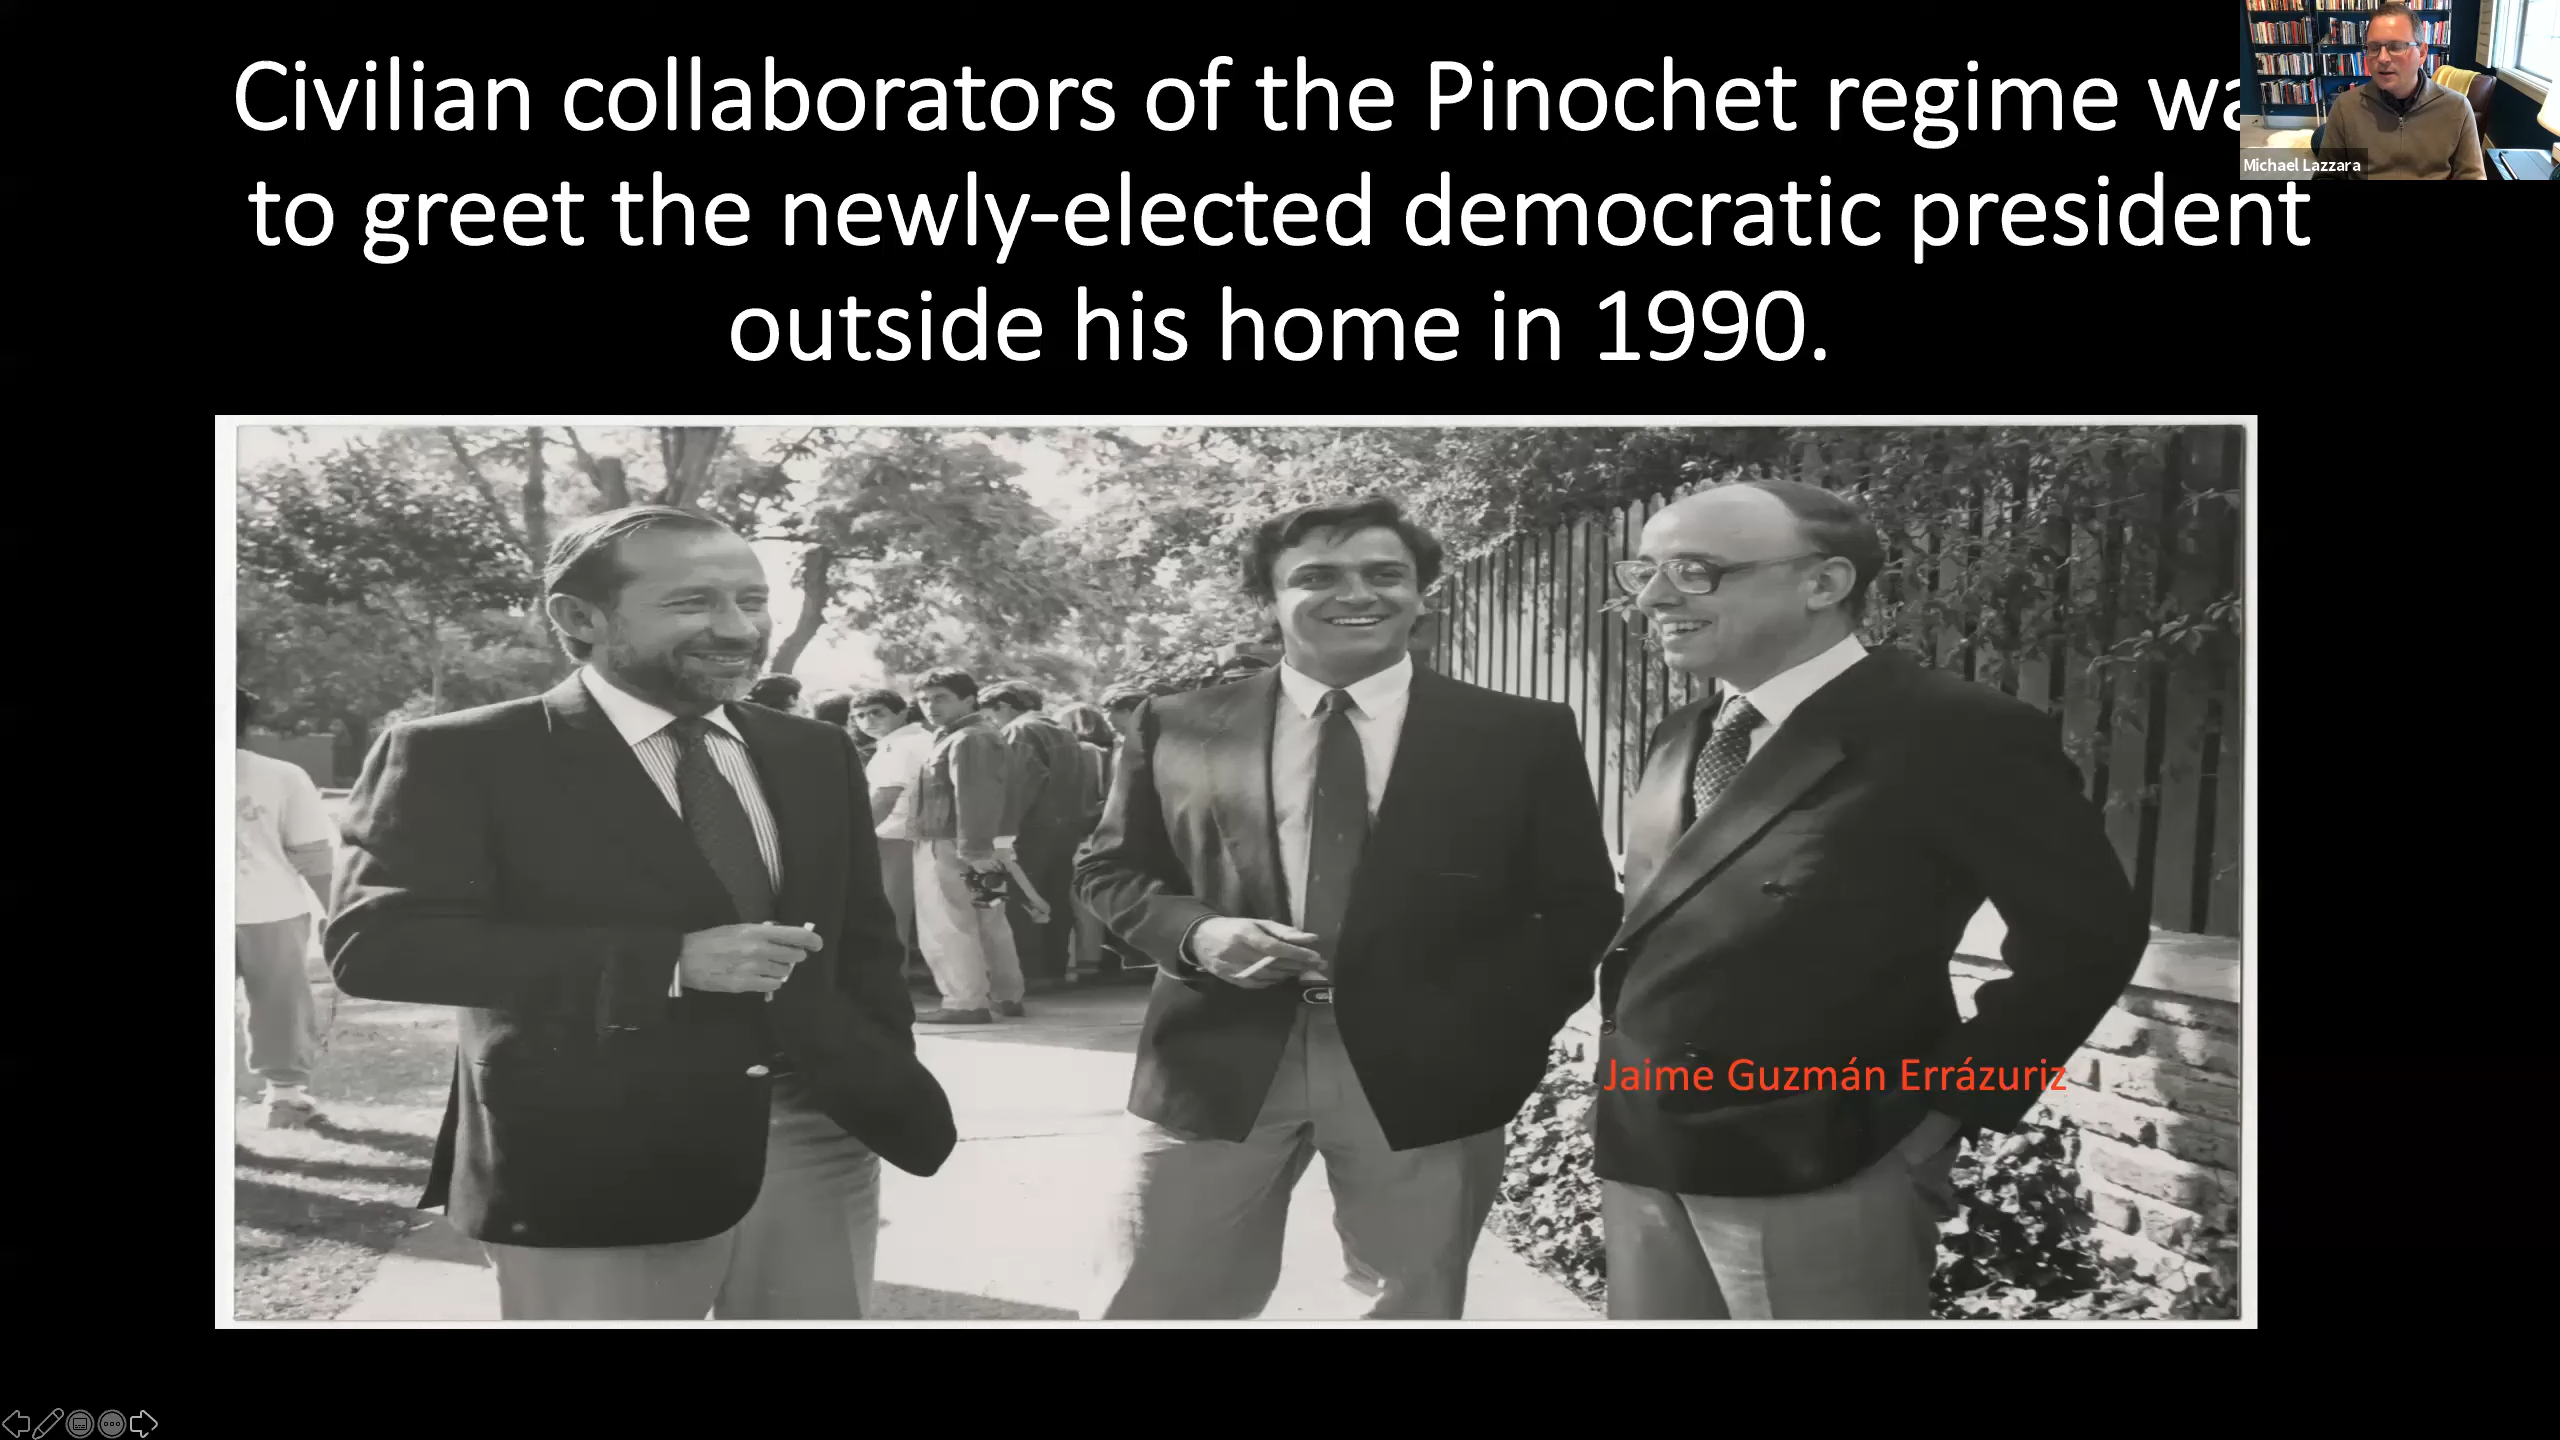 Civilian collaborators of the Pinochet regime
to greet the newly-elected democratic president
outside his home in 1990.
Michael Lazzara
Jaime Guzmán Errázuriz